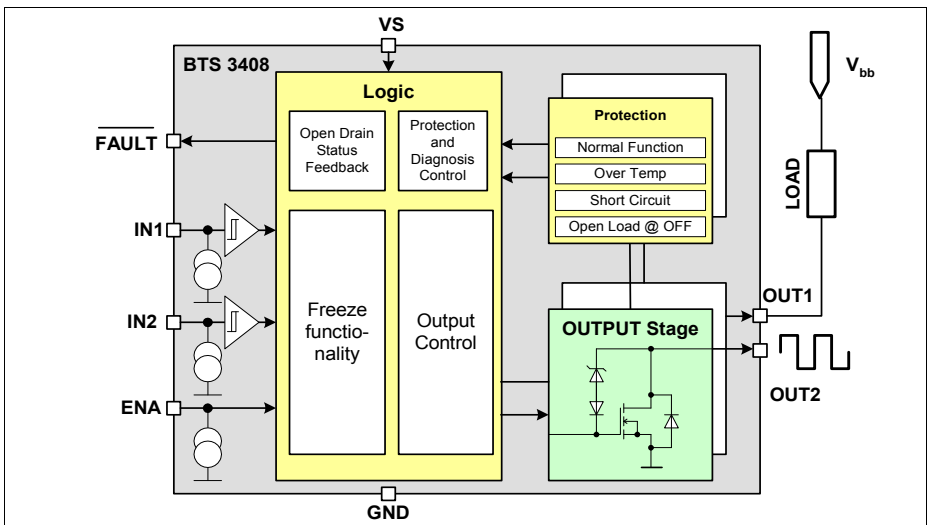 VS
BTS 3408
Logic
Open Drain
Status
Feedback
Protection
and
Diagnosis
Control
Protection
Normal Function
Over Temp
Short Circuit
Open Load @ OFF
V_bb
LOAD
FAULT
IN1
IN2
ENA
Freeze
functio-
nality
Output
Control
OUTPUT Stage
OUT1
OUT2
GND